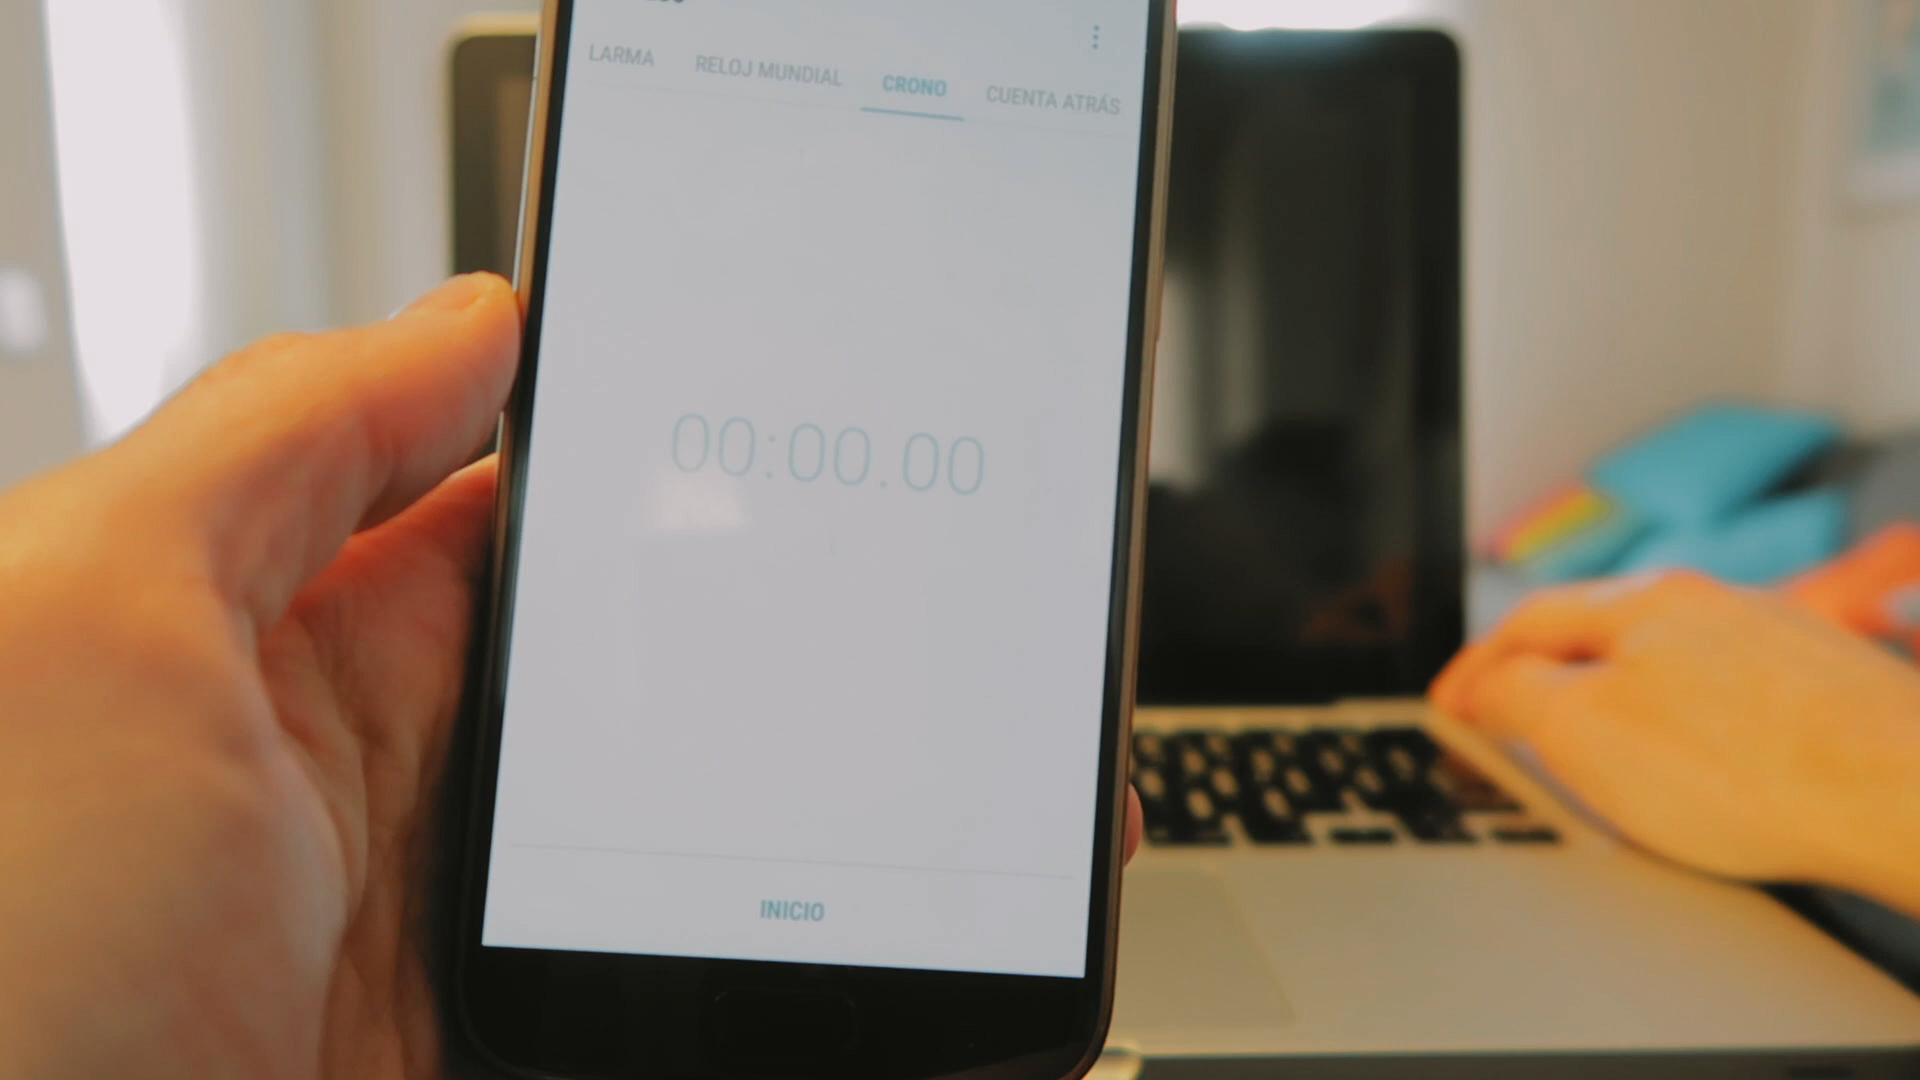 LARMA RELOJ MUNDIAL CRONO CUENTA ATRÁS
00:00.00
INICIO